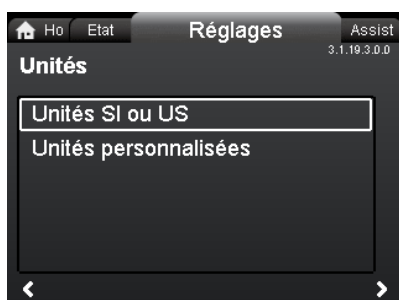 Ho Etat Réglages Assist
3.1.19.3.0.0
Unités
Unités SI ou US
Unités personnalisées